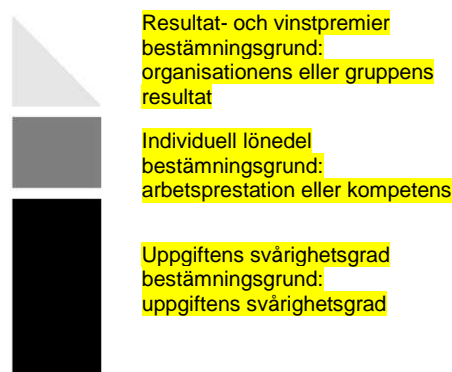 Resultat- och vinstpremier
bestämningsgrund:
organisationens eller gruppens
resultat
Individuell lönedel
bestämningsgrund:
arbetsprestation eller kompetens
Uppgiftens svårighetsgrad
bestämningsgrund:
uppgiftens svårighetsgrad